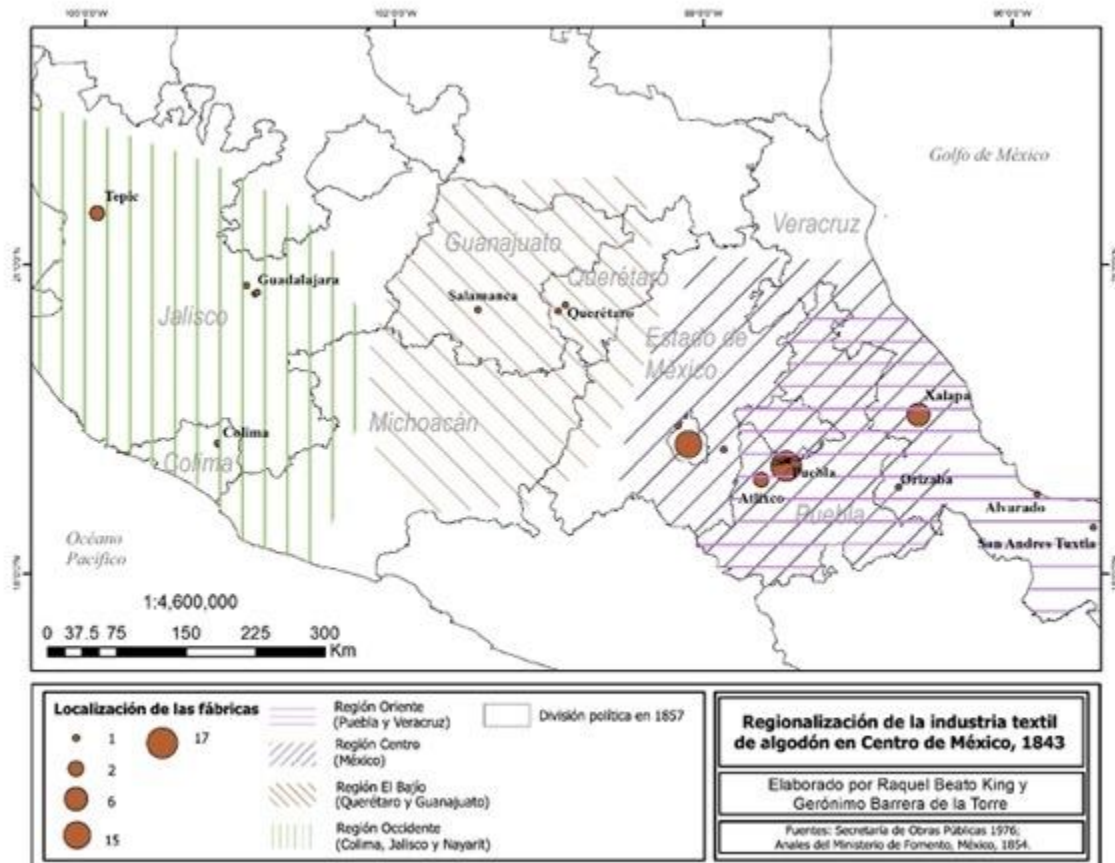 102°0'0"W
Golfo de México
Tepic
Veracruz
Guanajuato
Querétaro
Guadalajara
Salamanca
Querétaro
Jalisco
Estado de
México
Xalapa
Michoacán
Colima
Colima
Puebla
Orizaba
Atlixco
Puebla
Alvarado
San Andres Tuxtla
Océano
Pacífico
1:4,600,000
0 37.5 75 150 225 300
Km
Localización de las fábricas
1
2
6
15
17
Región Oriente
(Puebla y Veracruz)
Región Centro
(México)
Región El Bajío
(Querétaro y Guanajuato)
Región Occidente
(Colima, Jalisco y Nayarit)
División política en 1857
Regionalización de la industria textil
de algodón en Centro de México, 1843
Elaborado por Raquel Beato King y
Gerónimo Barrera de la Torre
Fuentes: Secretaría de Obras Públicas 1976;
Anales del Ministerio de Fomento, México, 1854.